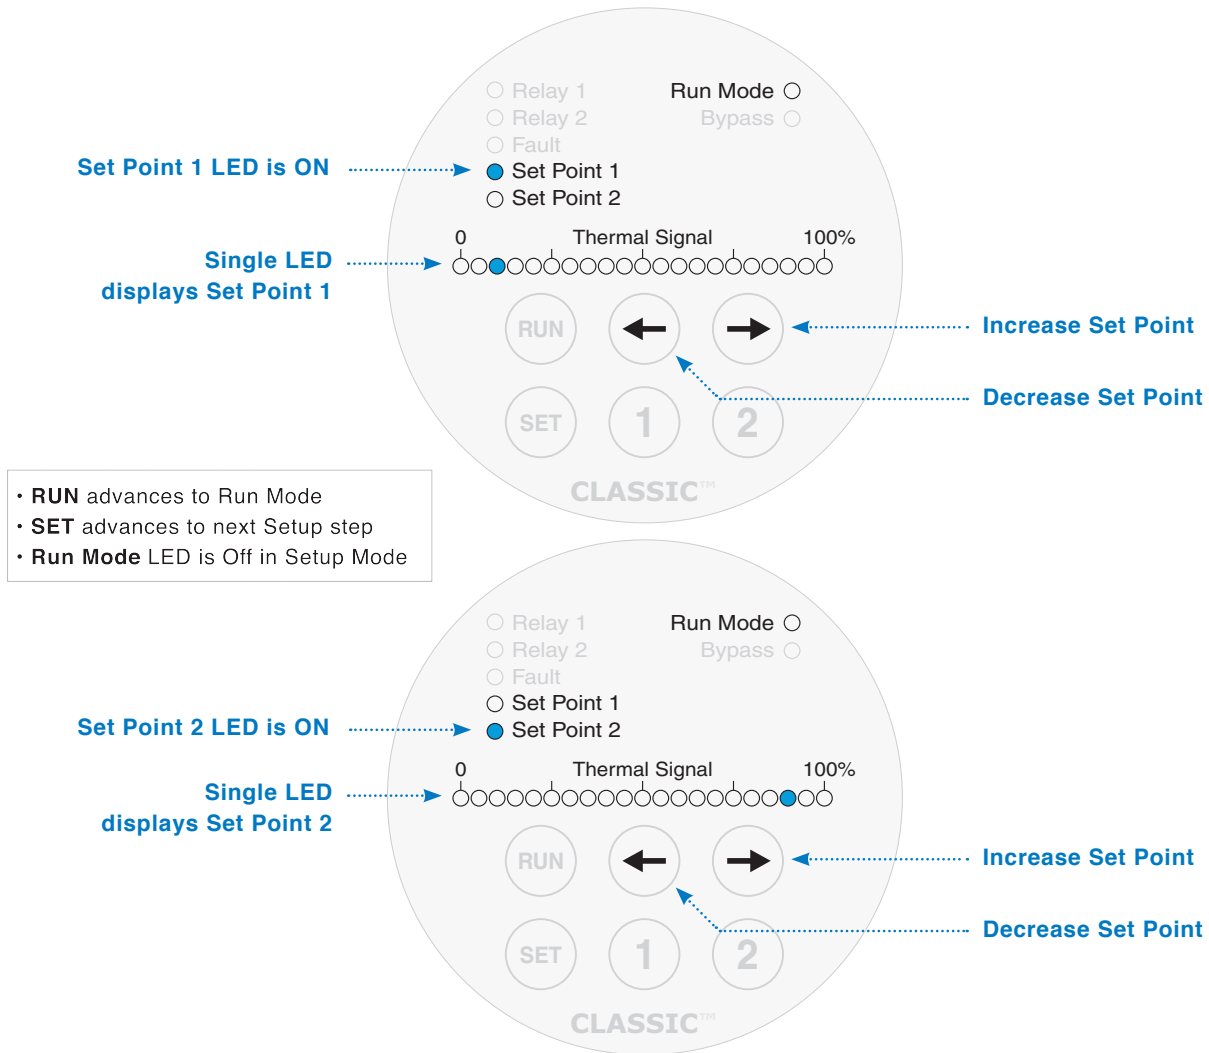 Relay 1
Run Mode
Relay 2
Bypass
Fault
Set Point 1 LED is ON
Set Point 1
Set Point 2
0 Thermal Signal 100%
Single LED
displays Set Point 1
RUN
Increase Set Point
Decrease Set Point
SET 1 2
CLASSIC™
• RUN advances to Run Mode
• SET advances to next Setup step
• Run Mode LED is Off in Setup Mode
Relay 1
Run Mode
Relay 2
Bypass
Fault
Set Point 1
Set Point 2 LED is ON
Set Point 2
0 Thermal Signal 100%
Single LED
displays Set Point 2
RUN
Increase Set Point
Decrease Set Point
SET 1 2
CLASSIC™